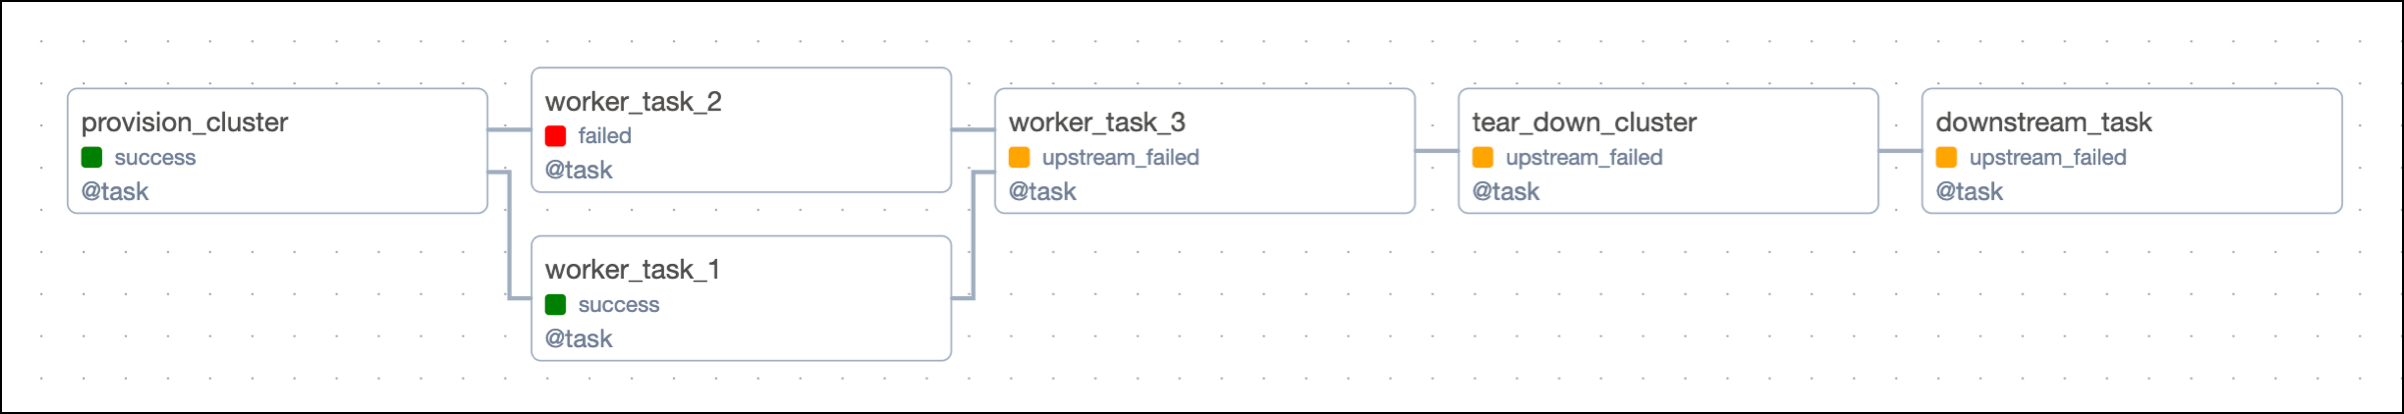 provision_cluster
success
@task
worker_task_2
failed
@task
worker_task_1
success
@task
worker_task_3
upstream_failed
@task
tear_down_cluster
upstream_failed
@task
downstream_task
upstream_failed
@task